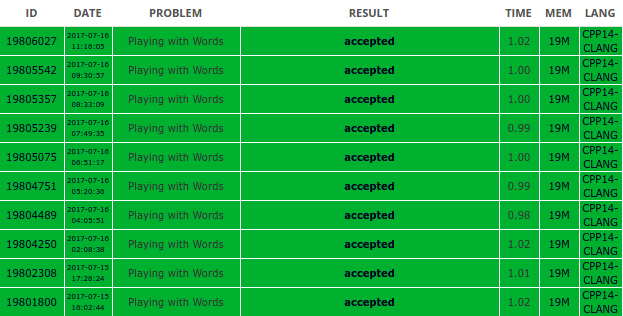 ID DATE PROBLEM RESULT TIME MEM LANG
19806027 2017-07-16 11:16:05 Playing with Words accepted 1.02 19M CPP14-CLANG
19805542 2017-07-16 09:30:57 Playing with Words accepted 1.00 19M CPP14-CLANG
19805357 2017-07-16 08:33:09 Playing with Words accepted 1.00 19M CPP14-CLANG
19805239 2017-07-16 07:49:35 Playing with Words accepted 0.99 19M CPP14-CLANG
19805075 2017-07-16 06:51:17 Playing with Words accepted 1.00 19M CPP14-CLANG
19804751 2017-07-16 05:20:36 Playing with Words accepted 0.99 19M CPP14-CLANG
19804489 2017-07-16 04:05:51 Playing with Words accepted 0.98 19M CPP14-CLANG
19804250 2017-07-16 02:08:38 Playing with Words accepted 1.02 19M CPP14-CLANG
19802308 2017-07-15 17:28:24 Playing with Words accepted 1.01 19M CPP14-CLANG
19801800 2017-07-15 16:02:44 Playing with Words accepted 1.02 19M CPP14-CLANG